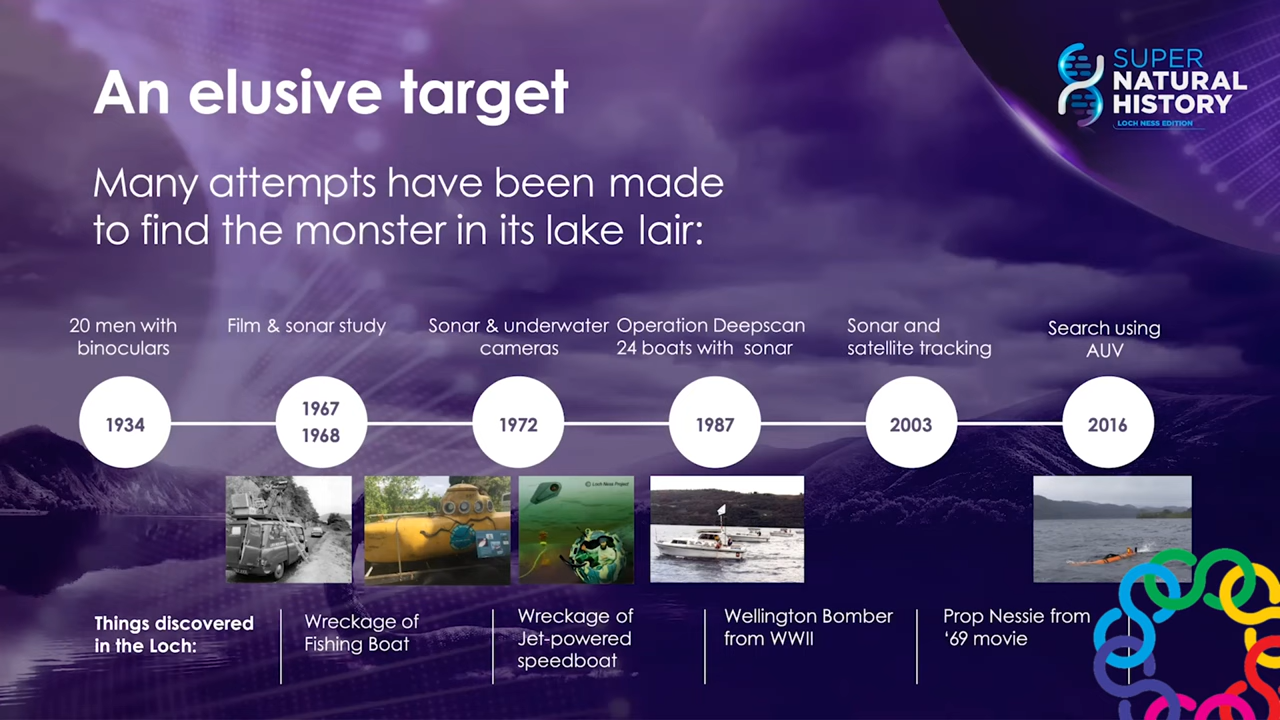 An elusive target
SUPER
NATURAL
HISTORY
LOCH NESS EDITION
Many attempts have been made
to find the monster in its lake lair:
20 men with
binoculars
Film & sonar study
Sonar & underwater
cameras
Operation Deepscan
24 boats with sonar
Sonar and
satellite tracking
Search using
AUV
1934
1967
1968
1972
1987
2003
2016
© Loch Ness Project
Things discovered
in the Loch:
Wreckage of
Fishing Boat
Wreckage of
Jet-powered
speedboat
Wellington Bomber
from WWII
Prop Nessie from
‘69 movie